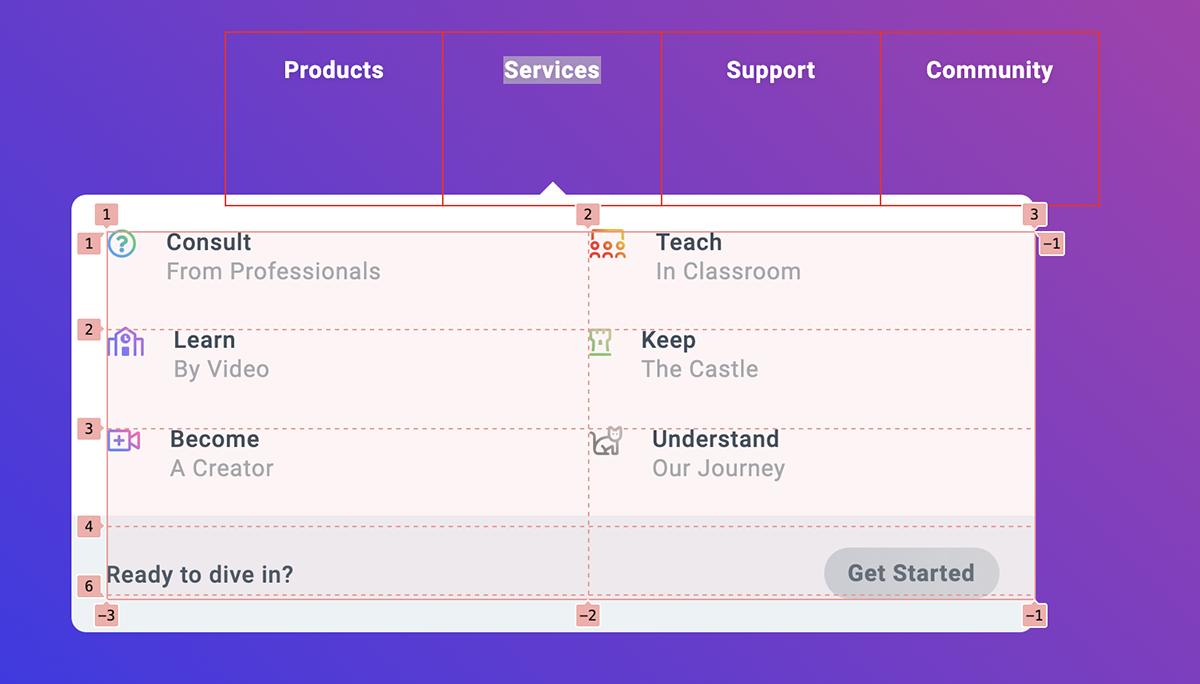 Products Services Support Community
1 2 3
1 Consult Teach –1
From Professionals In Classroom
2 Learn Keep
By Video The Castle
3 Become Understand
A Creator Our Journey
4
Ready to dive in? Get Started
6
–3 –2 –1